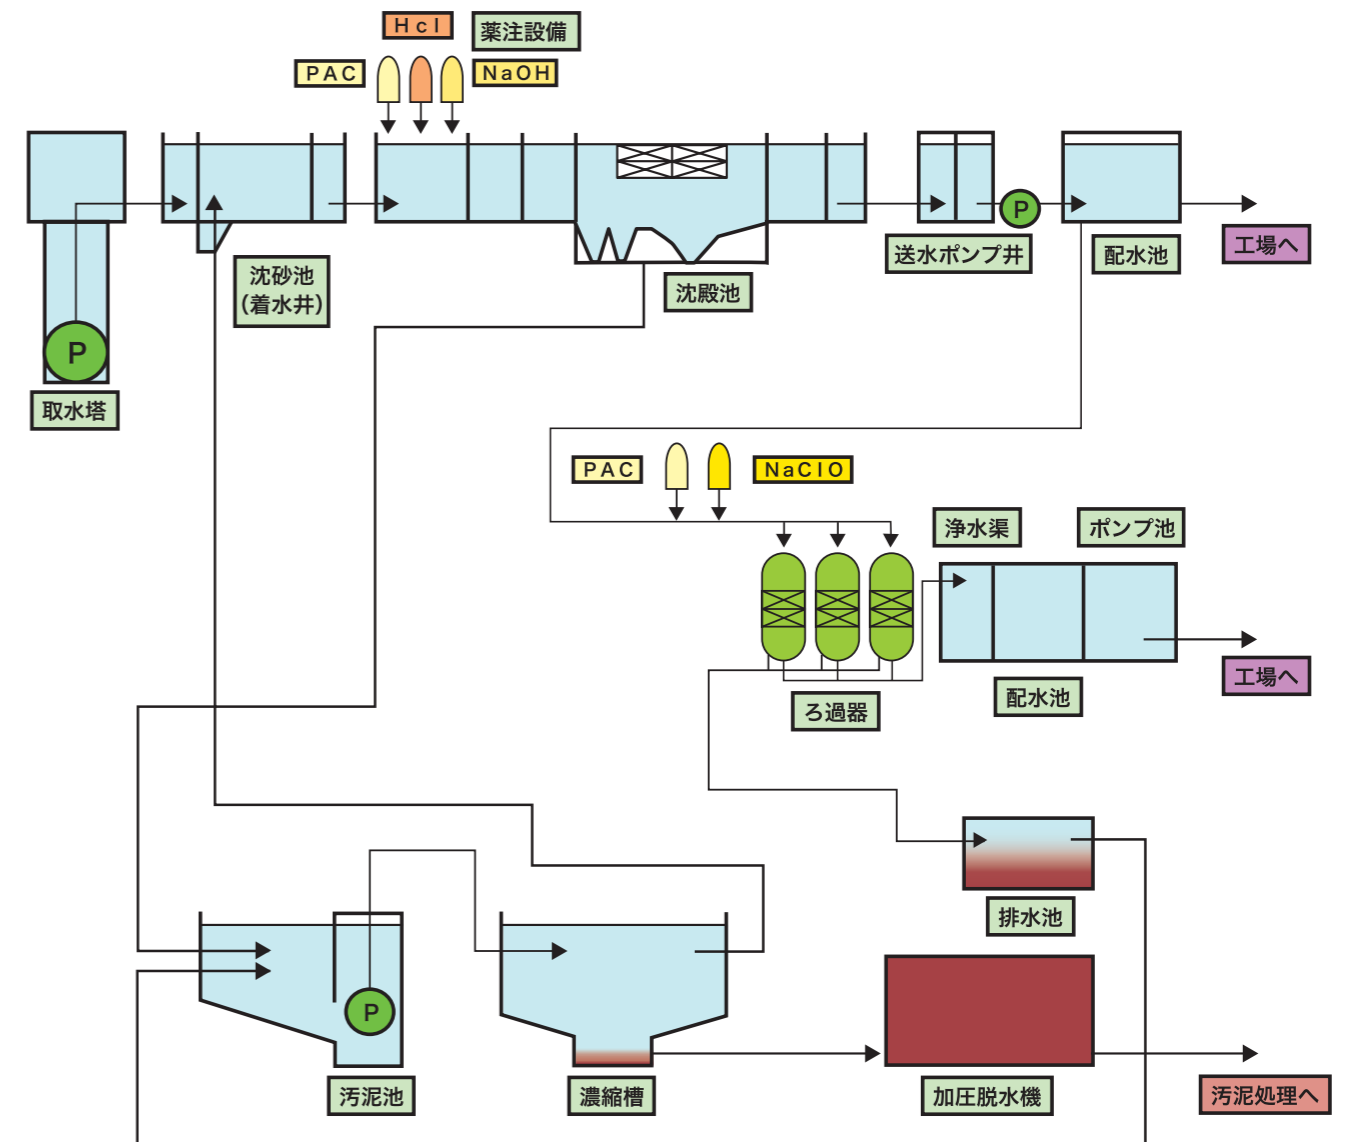 Ｈｃｌ
薬注設備
ＰＡＣ
ＮａＯＨ
沈砂池
（着水井）
沈殿池
送水ポンプ井
P
配水池
工場へ
P
取水塔
ＰＡＣ
ＮａＣｌＯ
浄水渠
ポンプ池
配水池
工場へ
ろ過器
排水池
P
汚泥池
濃縮槽
加圧脱水機
汚泥処理へ